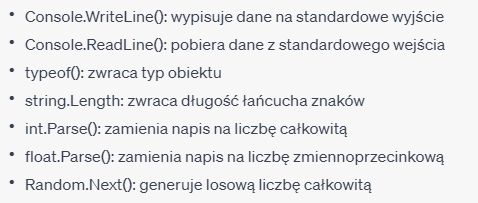 • Console.WriteLine(): wypisuje dane na standardowe wyjście
• Console.ReadLine(): pobiera dane z standardowego wejścia
• typeof(): zwraca typ obiektu
• string.Length: zwraca długość łańcucha znaków
• int.Parse(): zamienia napis na liczbę całkowitą
• float.Parse(): zamienia napis na liczbę zmiennoprzecinkową
• Random.Next(): generuje losową liczbę całkowitą